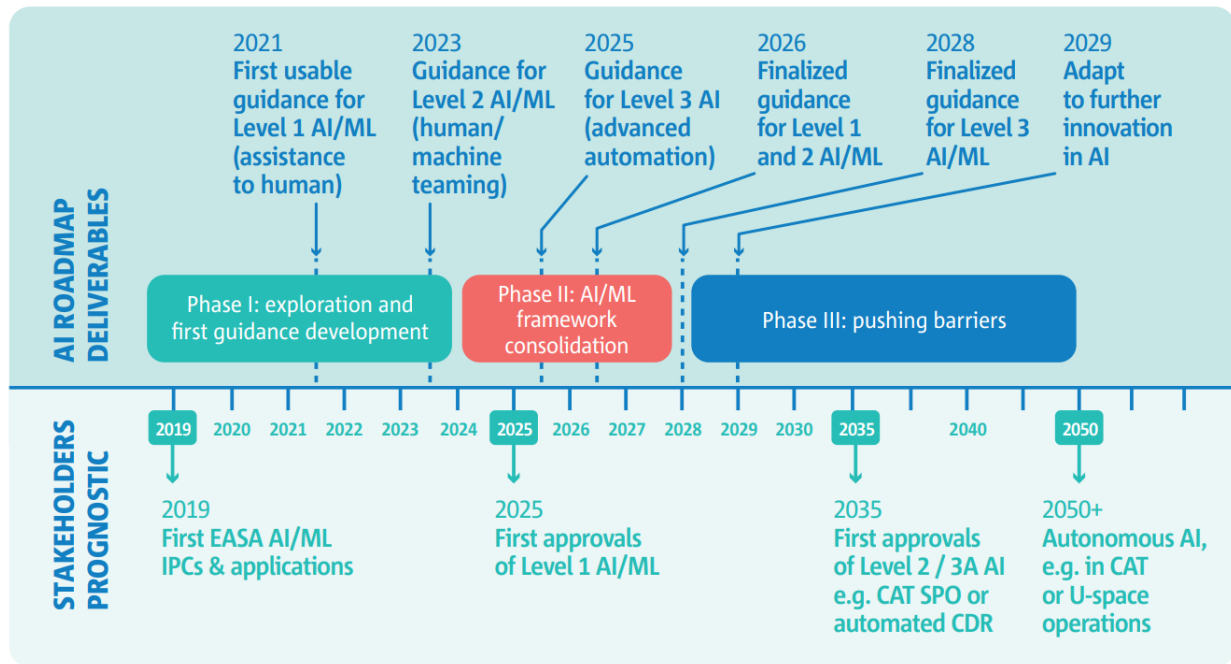 AI ROADMAP
DELIVERABLES
2021
First usable
guidance for
Level 1 AI/ML
(assistance
to human)
2023
Guidance for
Level 2 AI/ML
(human/
machine
teaming)
2025
Guidance
for Level 3 AI
(advanced
automation)
2026
Finalized
guidance
for Level 1
and 2 AI/ML
2028
Finalized
guidance
for Level 3
AI/ML
2029
Adapt
to further
innovation
in AI
Phase I: exploration and
first guidance development
Phase II: AI/ML
framework
consolidation
Phase III: pushing barriers
2019
2020
2021
2022
2023
2024
2025
2026
2027
2028
2029
2030
2035
2040
2050
STAKEHOLDERS
PROGNOSTIC
2019
First EASA AI/ML
IPCs & applications
2025
First approvals
of Level 1 AI/ML
2035
First approvals
of Level 2 / 3A AI
e.g. CAT SPO or
automated CDR
2050+
Autonomous AI,
e.g. in CAT
or U-space
operations